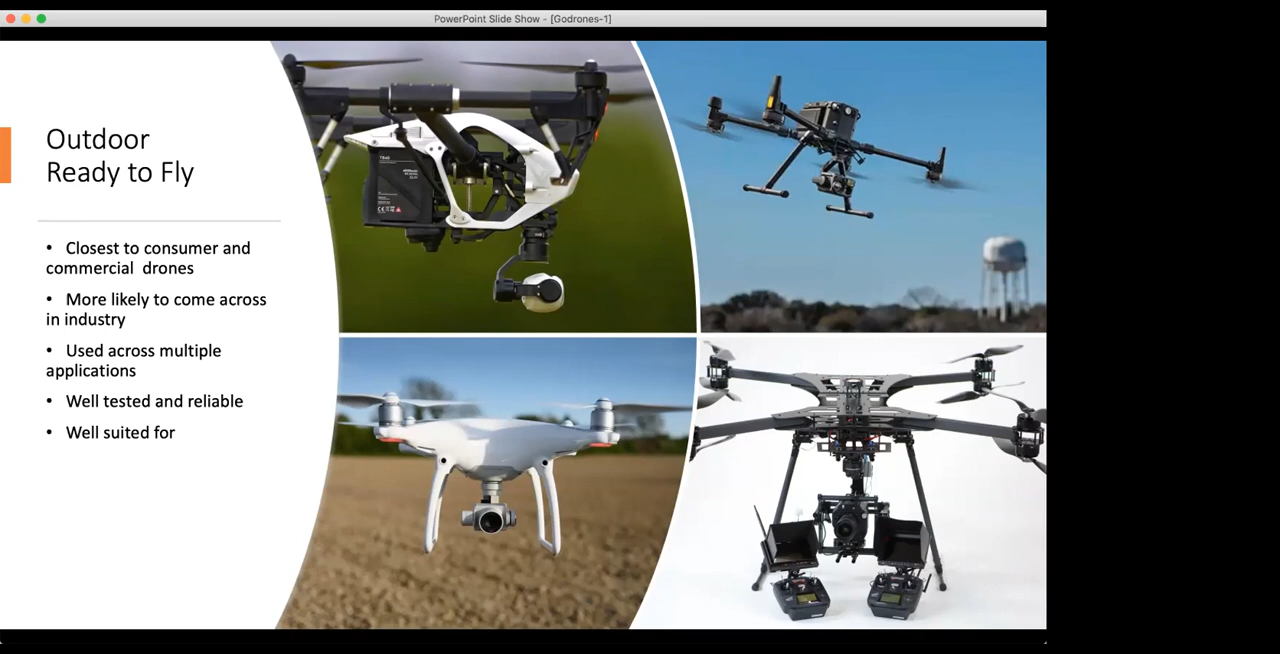 PowerPoint Slide Show - [Godrones-1]
Outdoor
Ready to Fly
• Closest to consumer and
commercial drones
• More likely to come across
in industry
• Used across multiple
applications
• Well tested and reliable
• Well suited for
TB48